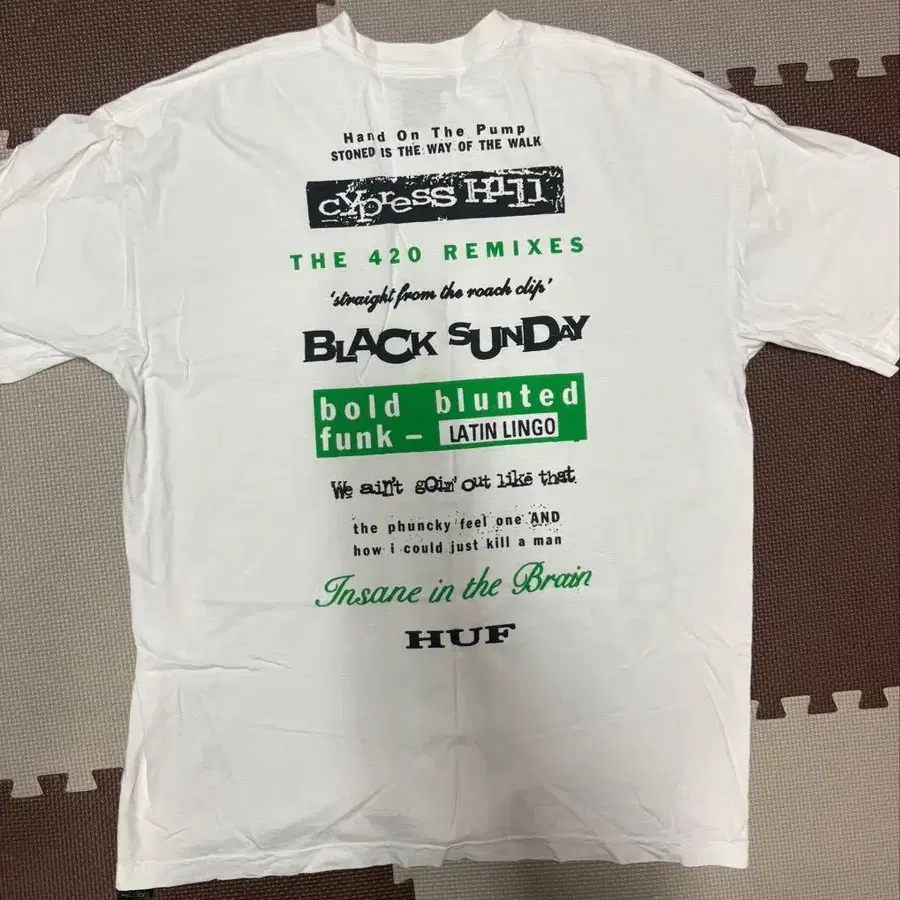 Hand On The Pump
STONED IS THE WAY OF THE WALK
cypress Hill
THE 420 REMIXES
'straight from the roach clip'
BLACK SUNDAY
bold blunted
funk – LATIN LINGO
We ain't goin' out like that
the phuncky feel one AND
how i could just kill a man
Insane in the Brain
HUF